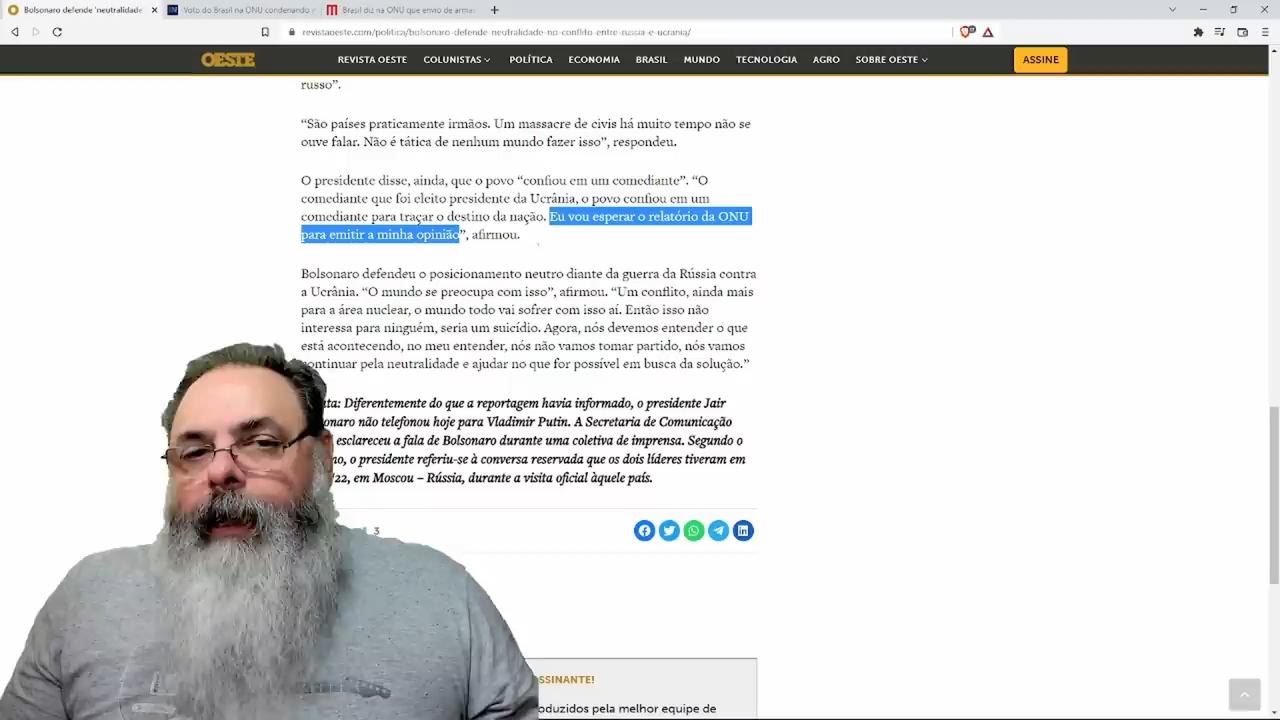 Bolsonaro defende 'neutralidade
Voto do Brasil na ONU condenando
Brasil diz na ONU que envio de armas
revistaoeste.com/politica/bolsonaro-defende-neutralidade-no-conflito-entre-russia-e-ucrania/
OESTE
REVISTA OESTE COLUNISTAS POLÍTICA ECONOMIA BRASIL MUNDO TECNOLOGIA AGRO SOBRE OESTE ASSINE
russo”.
“São países praticamente irmãos. Um massacre de civis há muito tempo não se
ouve falar. Não é tática de nenhum mundo fazer isso”, respondeu.
O presidente disse, ainda, que o povo “confiou em um comediante”. “O
comediante que foi eleito presidente da Ucrânia, o povo confiou em um
comediante para traçar o destino da nação. Eu vou esperar o relatório da ONU
para emitir a minha opinião”, afirmou.
Bolsonaro defendeu o posicionamento neutro diante da guerra da Rússia contra
a Ucrânia. “O mundo se preocupa com isso”, afirmou. “Um conflito, ainda mais
para a área nuclear, o mundo todo vai sofrer com isso aí. Então isso não
interessa para ninguém, seria um suicídio. Agora, nós devemos entender o que
está acontecendo, no meu entender, nós não vamos tomar partido, nós vamos
continuar pela neutralidade e ajudar no que for possível em busca da solução.”
Diferentemente do que a reportagem havia informado, o presidente Jair
não telefonou hoje para Vladimir Putin. A Secretaria de Comunicação
esclareceu a fala de Bolsonaro durante uma coletiva de imprensa. Segundo o
o presidente referiu-se à conversa reservada que os dois líderes tiveram em
22, em Moscou – Rússia, durante a visita oficial àquele país.
3
SSINANTE!
oduzidos pela melhor equipe de